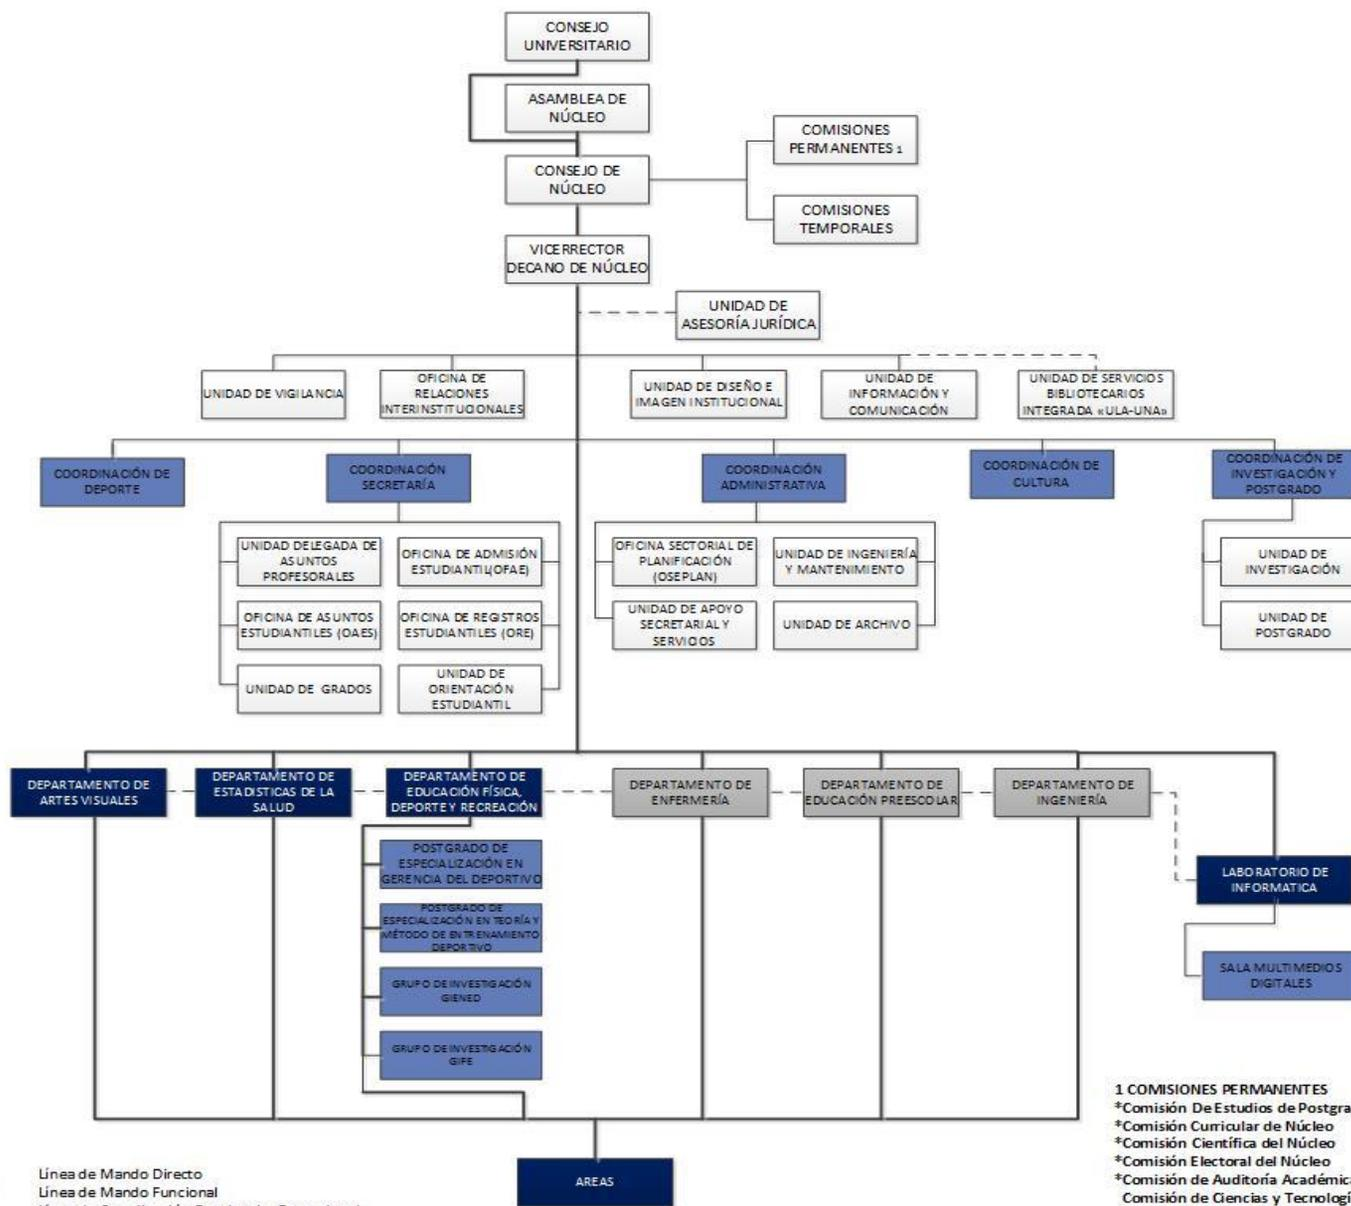 CONSEJO
UNIVERSITARIO
ASAMBLEA DE
NÚCLEO
COMISIONES
PERMANENTES 1
CONSEJO DE
NÚCLEO
COMISIONES
TEMPORALES
VICERRECTOR
DECANO DE NÚCLEO
UNIDAD DE
ASESORÍA JURÍDICA
UNIDAD DE VIGILANCIA
OFICINA DE
RELACIONES
INTERINSTITUCIONALES
UNIDAD DE DISEÑO E
IMAGEN INSTITUCIONAL
UNIDAD DE
INFORMACIÓN Y
COMUNICACIÓN
UNIDAD DE SERVICIOS
BIBLIOTECARIOS
INTEGRADA «ULA-UNA»
COORDINACIÓN DE
DEPORTE
COORDINACIÓN
SECRETARÍA
COORDINACIÓN
ADMINISTRATIVA
COORDINACIÓN DE
CULTURA
COORDINACIÓN DE
INVESTIGACIÓN Y
POSTGRADO
UNIDAD DELEGADA DE
ASUNTOS
PROFESORALES
OFICINA DE ADMISIÓN
ESTUDIANTIL(OFAE)
OFICINA SECTORIAL DE
PLANIFICACIÓN
(OSEPLAN)
UNIDAD DE INGENIERÍA
Y MANTENIMIENTO
UNIDAD DE
INVESTIGACIÓN
OFICINA DE ASUNTOS
ESTUDIANTILES (OAES)
OFICINA DE REGISTROS
ESTUDIANTILES (ORE)
UNIDAD DE APOYO
SECRETARIAL Y
SERVICIOS
UNIDAD DE ARCHIVO
UNIDAD DE
POSTGRADO
UNIDAD DE GRADOS
UNIDAD DE
ORIENTACIÓN
ESTUDIANTIL
DEPARTAMENTO DE
ARTES VISUALES
DEPARTAMENTO DE
ESTADISTICAS DE LA
SALUD
DEPARTAMENTO DE
EDUCACIÓN FÍSICA,
DEPORTE Y RECREACIÓN
DEPARTAMENTO DE
ENFERMERÍA
DEPARTAMENTO DE
EDUCACIÓN PREESCOLAR
DEPARTAMENTO DE
INGENIERÍA
POSTGRADO DE
ESPECIALIZACIÓN EN
GERENCIA DEL DEPORTIVO
LABORATORIO DE
INFORMATICA
POSTGRADO DE
ESPECIALIZACIÓN EN TEORÍA Y
MÉTODO DE ENTRENAMIENTO
DEPORTIVO
SALA MULTIMEDIOS
DIGITALES
GRUPO DE INVESTIGACIÓN
GIENED
GRUPO DE INVESTIGACIÓN
GIFE
AREAS
1 COMISIONES PERMANENTES
*Comisión De Estudios de Postgra
*Comisión Curricular de Núcleo
*Comisión Científica del Núcleo
*Comisión Electoral del Núcleo
*Comisión de Auditoría Académica
Comisión de Ciencias y Tecnologí
Línea de Mando Directo
Línea de Mando Funcional